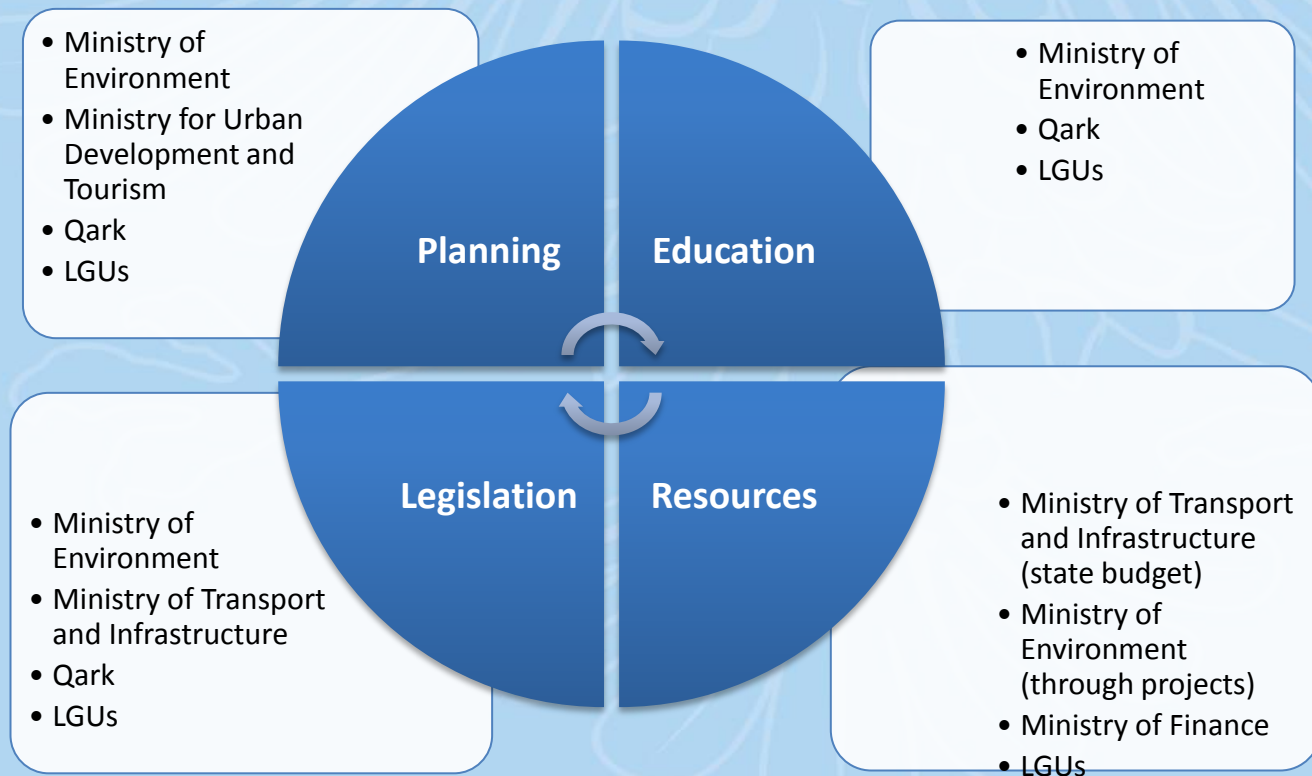 • Ministry of
Environment
• Ministry for Urban
Development and
Tourism
• Qark
• LGUs
• Ministry of
Environment
• Qark
• LGUs
Planning
Education
Legislation
Resources
• Ministry of
Environment
• Ministry of Transport
and Infrastructure
• Qark
• LGUs
• Ministry of Transport
and Infrastructure
(state budget)
• Ministry of
Environment
(through projects)
• Ministry of Finance
• LGUs